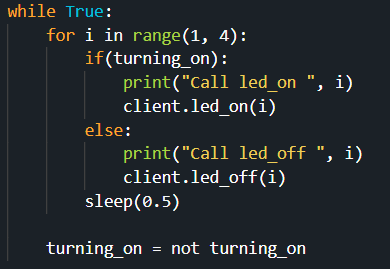 while True:
    for i in range(1, 4):
        if(turning_on):
            print("Call led_on ", i)
            client.led_on(i)
        else:
            print("Call led_off ", i)
            client.led_off(i)
        sleep(0.5)

    turning_on = not turning_on